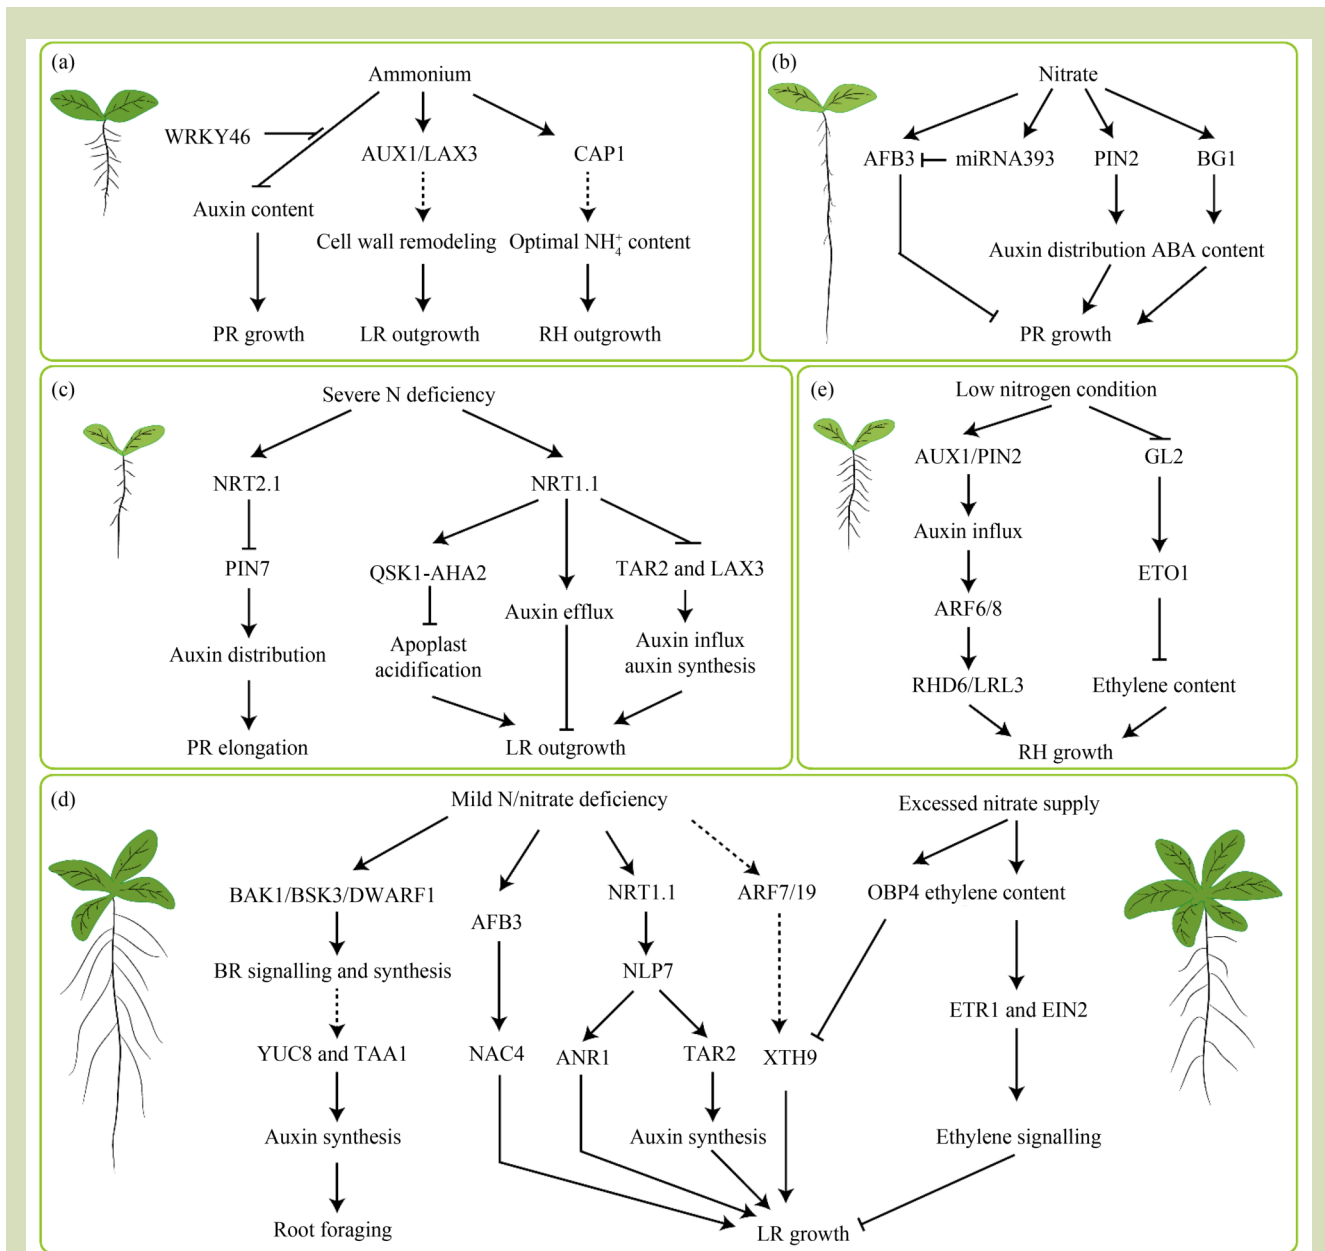 (a)
Ammonium
WRKY46
AUX1/LAX3
CAP1
Auxin content
Cell wall remodeling
Optimal NH₄⁺ content
PR growth
LR outgrowth
RH outgrowth
(b)
Nitrate
AFB3
miRNA393
PIN2
BG1
Auxin distribution
ABA content
PR growth
(c)
Severe N deficiency
NRT2.1
NRT1.1
PIN7
QSK1-AHA2
TAR2 and LAX3
Auxin efflux
Auxin distribution
Apoplast
acidification
Auxin influx
auxin synthesis
PR elongation
LR outgrowth
(e)
Low nitrogen condition
AUX1/PIN2
GL2
Auxin influx
ETO1
ARF6/8
RHD6/LRL3
Ethylene content
RH growth
(d)
Mild N/nitrate deficiency
Excessed nitrate supply
BAK1/BSK3/DWARF1
AFB3
NRT1.1
ARF7/19
OBP4 ethylene content
BR signalling and synthesis
NLP7
ETR1 and EIN2
YUC8 and TAA1
NAC4
ANR1
TAR2
XTH9
Auxin synthesis
Auxin synthesis
Ethylene signalling
Root foraging
LR growth